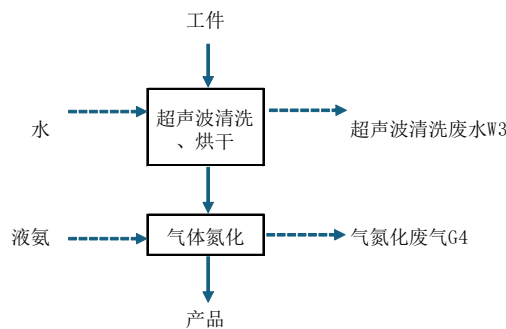 工件
水
超声波清洗
、烘干
超声波清洗废水W3
液氨
气体氮化
气氮化废气G4
产品